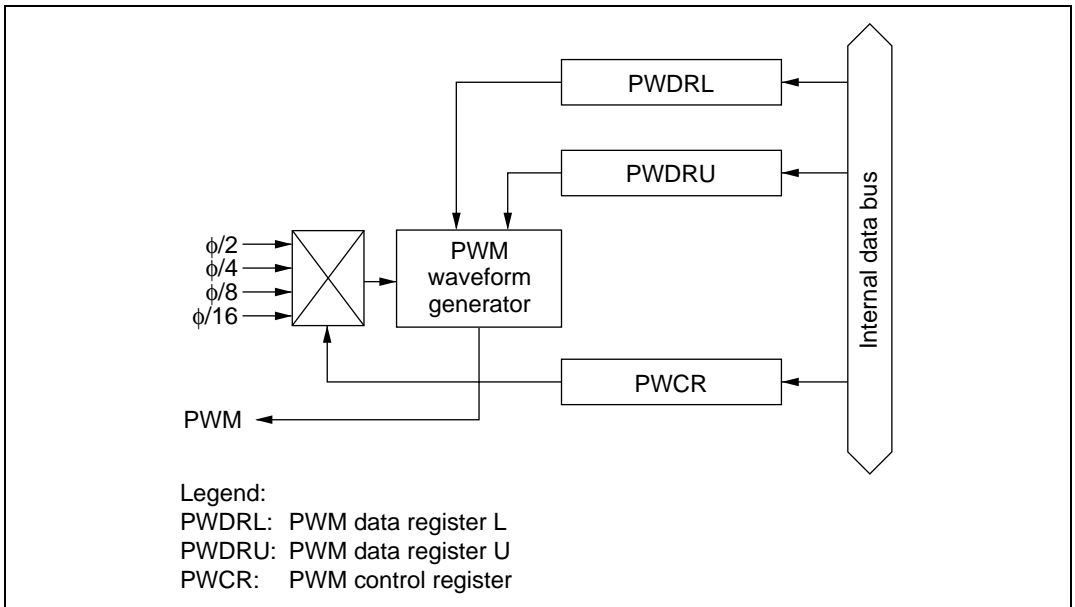 PWDRL
PWDRU
Internal data bus
ϕ/2
ϕ/4
ϕ/8
ϕ/16
PWM
waveform
generator
PWCR
PWM
Legend:
PWDRL: PWM data register L
PWDRU: PWM data register U
PWCR: PWM control register